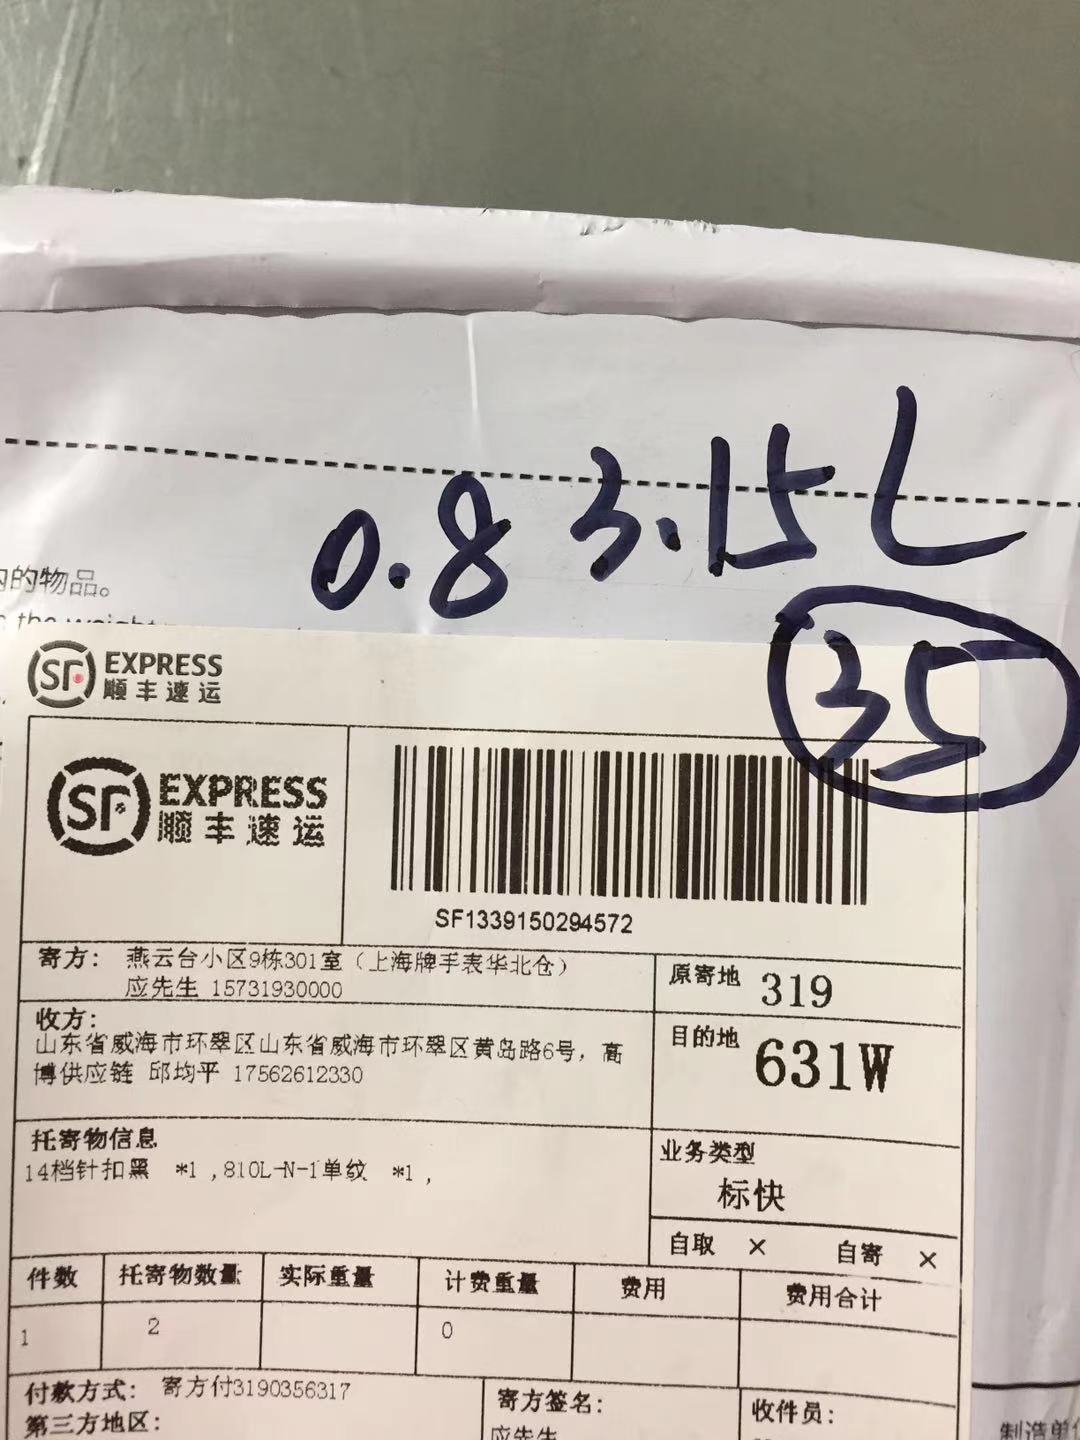 0.8 3.15L
35
内的物品。
the weight
SF EXPRESS
顺丰速运
SF EXPRESS
顺丰速运
SF1339150294572
寄方: 燕云台小区9栋301室（上海牌手表华北仓）
应先生 15731930000
原寄地 319
收方:
山东省威海市环翠区山东省威海市环翠区黄岛路6号，高
博供应链 邱均平 17562612330
目的地 631W
托寄物信息
14档针扣黑 *1 ,810L-N-1单纹 *1 ,
业务类型
标快
自取 × 自寄 ×
件数 托寄物数量 实际重量 计费重量 费用 费用合计
1 2 0
付款方式: 寄方付3190356317
第三方地区:
寄方签名:
应先生
收件员:
制造单位